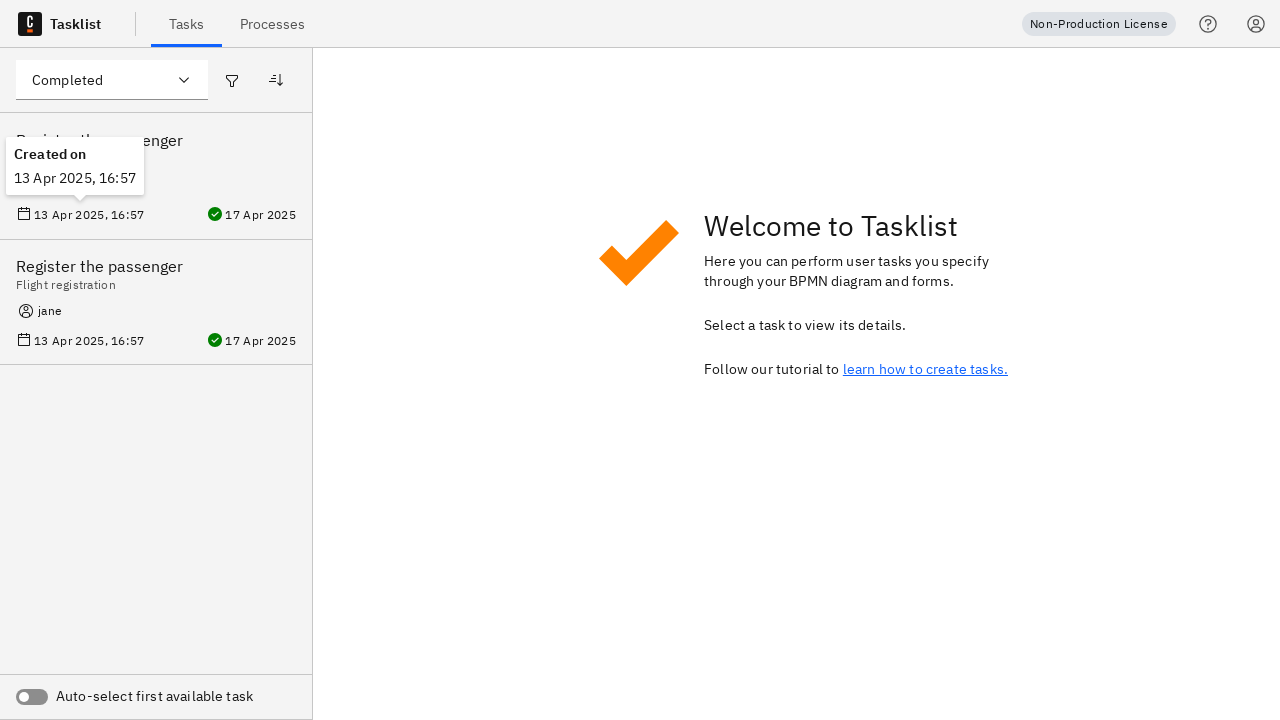 Tasklist
Tasks
Processes
Non-Production License
Completed
enger
Created on
13 Apr 2025, 16:57
13 Apr 2025, 16:57
17 Apr 2025
Register the passenger
Flight registration
jane
13 Apr 2025, 16:57
17 Apr 2025
Auto-select first available task
Welcome to Tasklist
Here you can perform user tasks you specify
through your BPMN diagram and forms.
Select a task to view its details.
Follow our tutorial to learn how to create tasks.